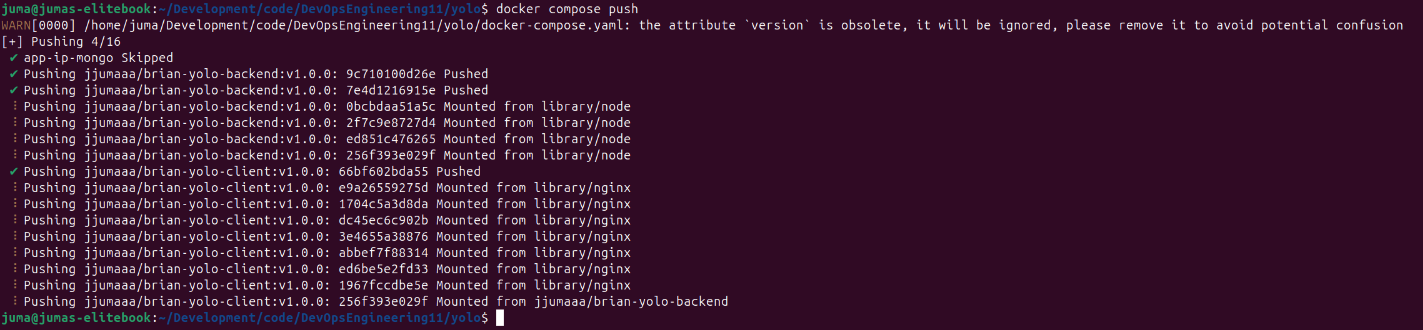 juma@jumas-elitebook:~/Development/code/DevOpsEngineering11/yolo$ docker compose push
WARN[0000] /home/juma/Development/code/DevOpsEngineering11/yolo/docker-compose.yaml: the attribute `version` is obsolete, it will be ignored, please remove it to avoid potential confusion
[+] Pushing 4/16
✔ app-ip-mongo Skipped
✔ Pushing jjumaaa/brian-yolo-backend:v1.0.0: 9c710100d26e Pushed
✔ Pushing jjumaaa/brian-yolo-backend:v1.0.0: 7e4d1216915e Pushed
⠸ Pushing jjumaaa/brian-yolo-backend:v1.0.0: 0bcbdaa51a5c Mounted from library/node
⠸ Pushing jjumaaa/brian-yolo-backend:v1.0.0: 2f7c9e8727d4 Mounted from library/node
⠸ Pushing jjumaaa/brian-yolo-backend:v1.0.0: ed851c476265 Mounted from library/node
⠸ Pushing jjumaaa/brian-yolo-backend:v1.0.0: 256f393e029f Mounted from library/node
✔ Pushing jjumaaa/brian-yolo-client:v1.0.0: 66bf602bda55 Pushed
⠸ Pushing jjumaaa/brian-yolo-client:v1.0.0: e9a26559275d Mounted from library/nginx
⠸ Pushing jjumaaa/brian-yolo-client:v1.0.0: 1704c5a3d8da Mounted from library/nginx
⠸ Pushing jjumaaa/brian-yolo-client:v1.0.0: dc45ec6c902b Mounted from library/nginx
⠸ Pushing jjumaaa/brian-yolo-client:v1.0.0: 3e4655a38876 Mounted from library/nginx
⠸ Pushing jjumaaa/brian-yolo-client:v1.0.0: abbef7f88314 Mounted from library/nginx
⠸ Pushing jjumaaa/brian-yolo-client:v1.0.0: ed6be5e2fd33 Mounted from library/nginx
⠸ Pushing jjumaaa/brian-yolo-client:v1.0.0: 1967fccdbe5e Mounted from library/nginx
⠸ Pushing jjumaaa/brian-yolo-client:v1.0.0: 256f393e029f Mounted from jjumaaa/brian-yolo-backend
juma@jumas-elitebook:~/Development/code/DevOpsEngineering11/yolo$